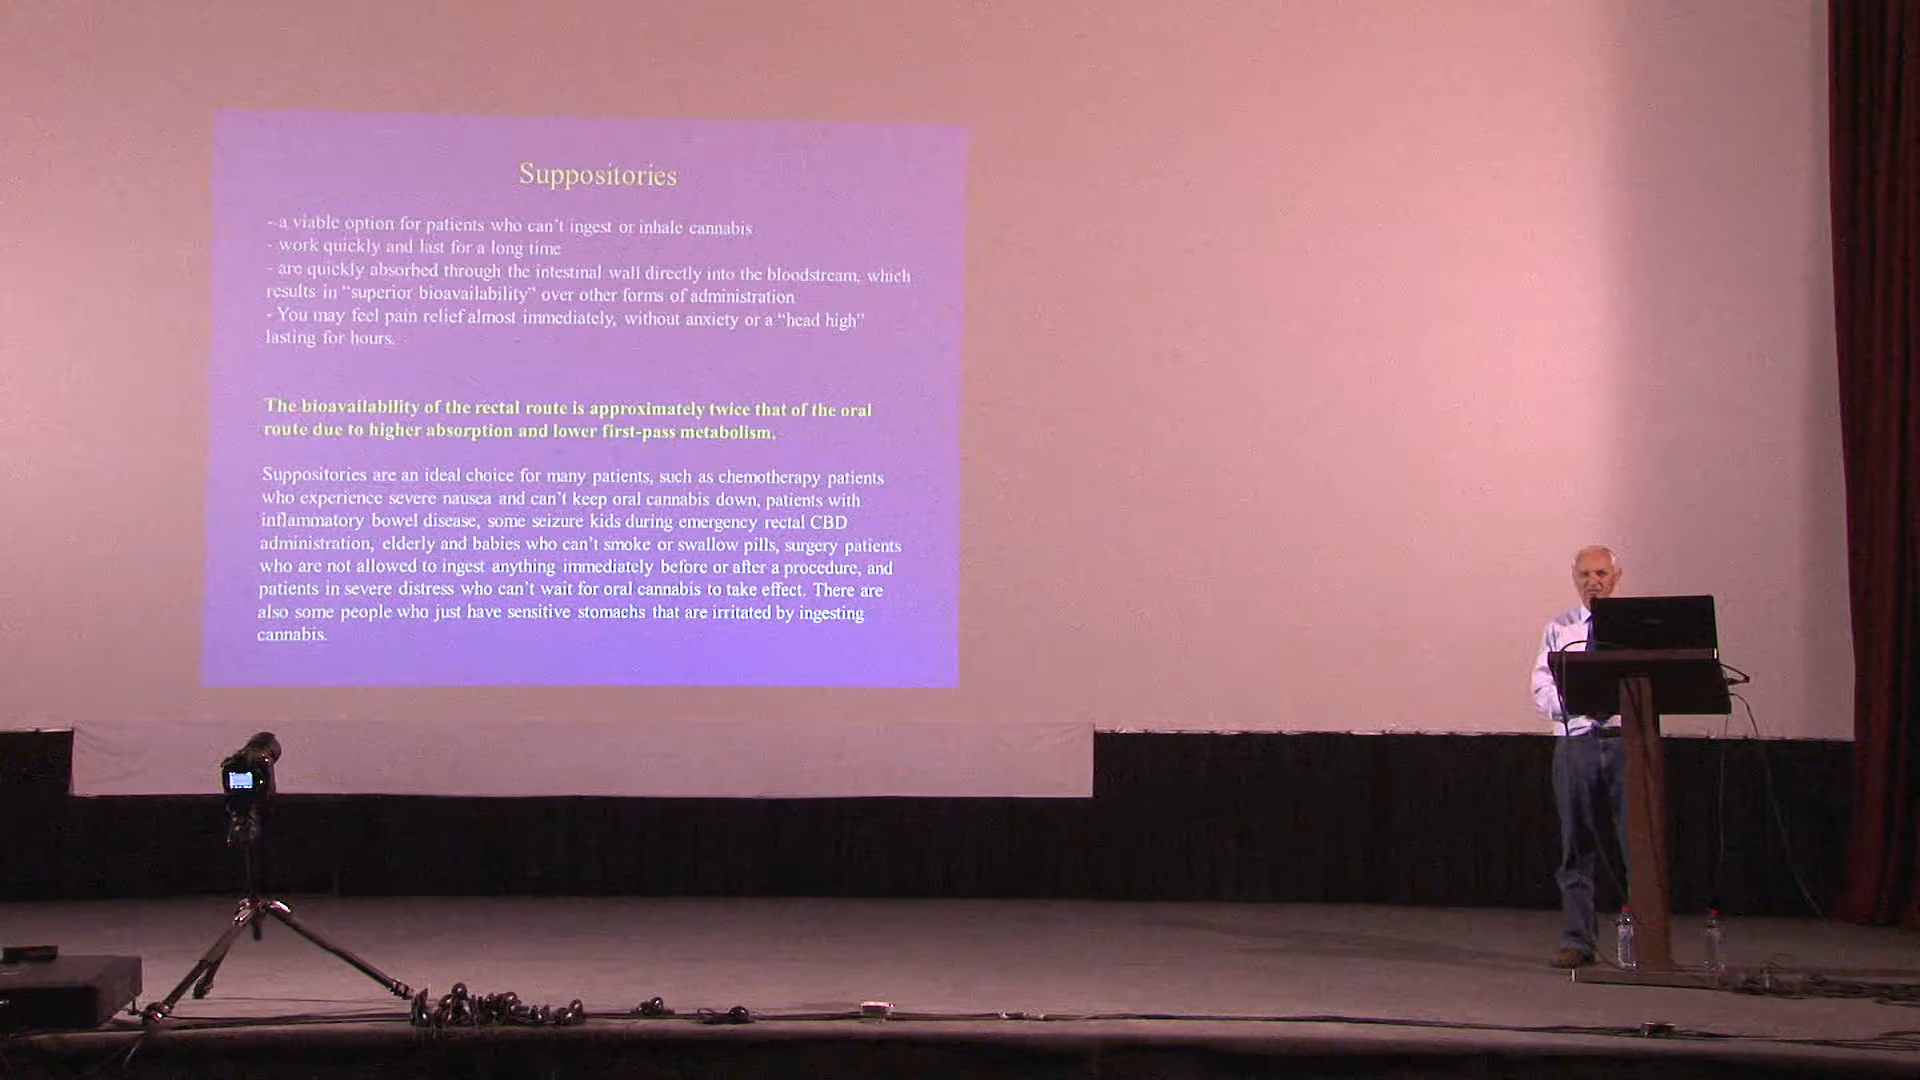 Suppositories
- a viable option for patients who can't ingest or inhale cannabis
- work quickly and last for a long time
- are quickly absorbed through the intestinal wall directly into the bloodstream, which
results in “superior bioavailability” over other forms of administration
- You may feel pain relief almost immediately, without anxiety or a “head high”
lasting for hours.
The bioavailability of the rectal route is approximately twice that of the oral
route due to higher absorption and lower first-pass metabolism.
Suppositories are an ideal choice for many patients, such as chemotherapy patients
who experience severe nausea and can't keep oral cannabis down, patients with
inflammatory bowel disease, some seizure kids during emergency rectal CBD
administration, elderly and babies who can't smoke or swallow pills, surgery patients
who are not allowed to ingest anything immediately before or after a procedure, and
patients in severe distress who can't wait for oral cannabis to take effect. There are
also some people who just have sensitive stomachs that are irritated by ingesting
cannabis.